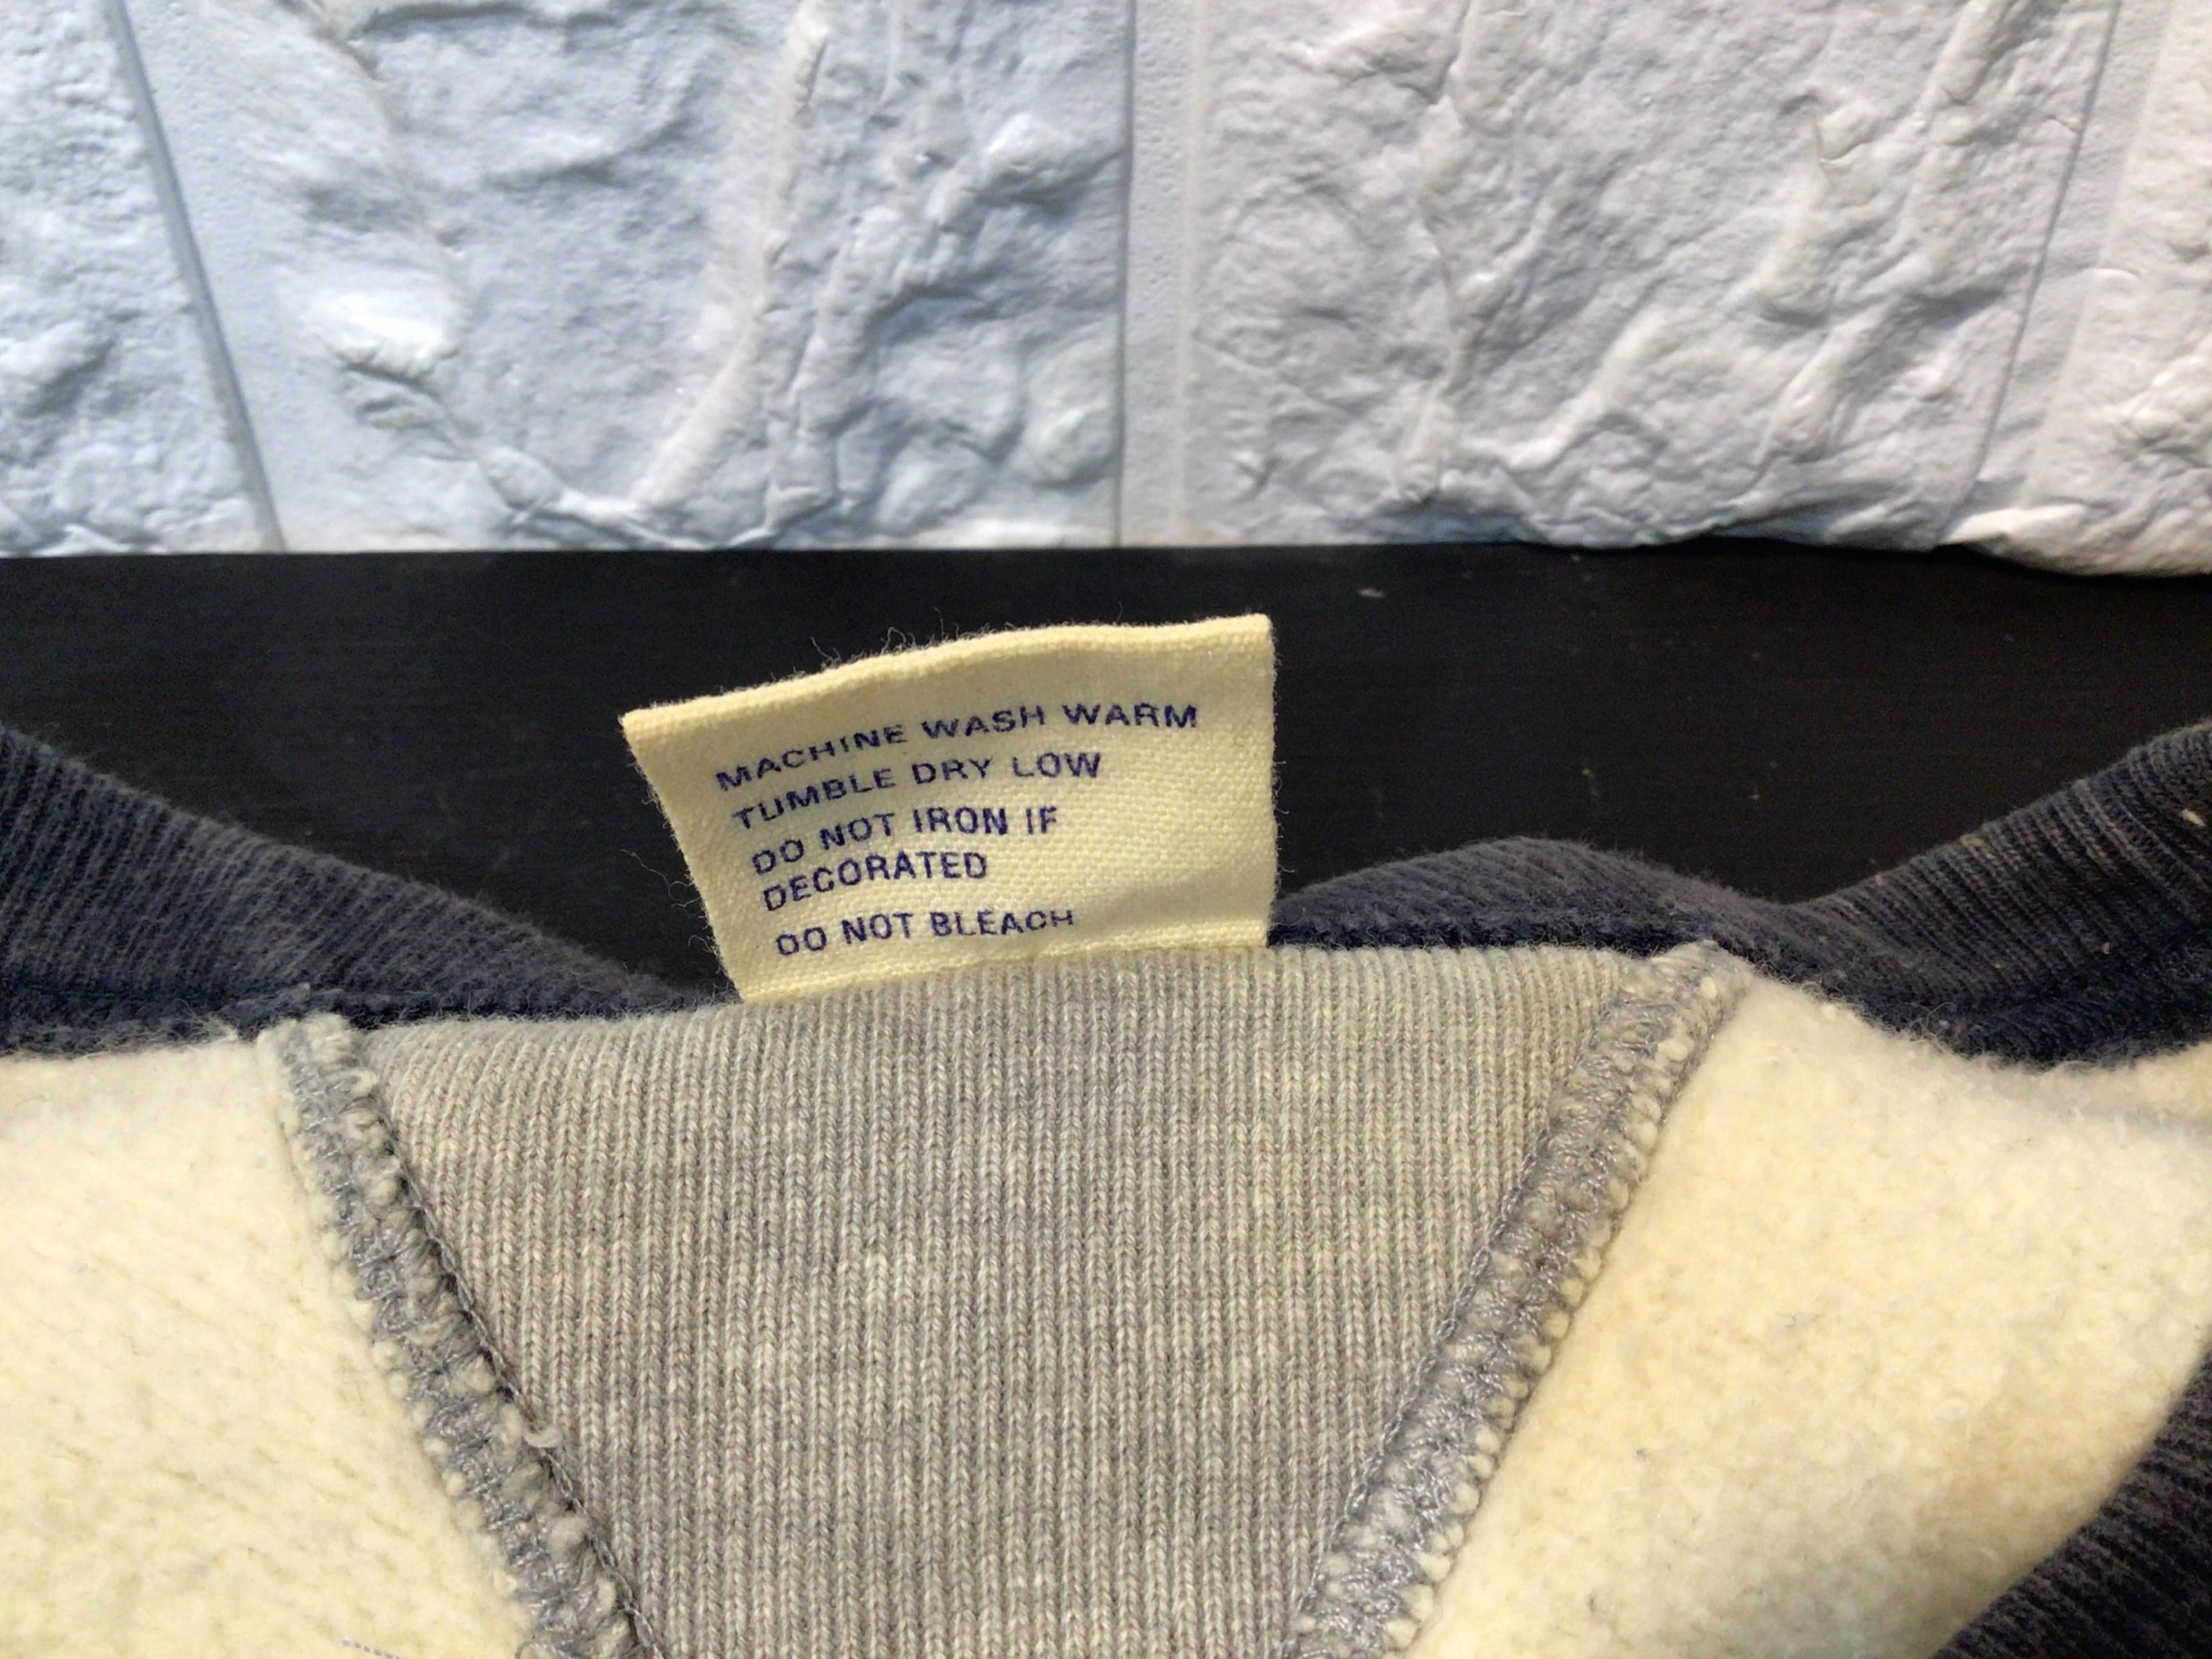 MACHINE WASH WARM
TUMBLE DRY LOW
DO NOT IRON IF
DECORATED
DO NOT BLEACH